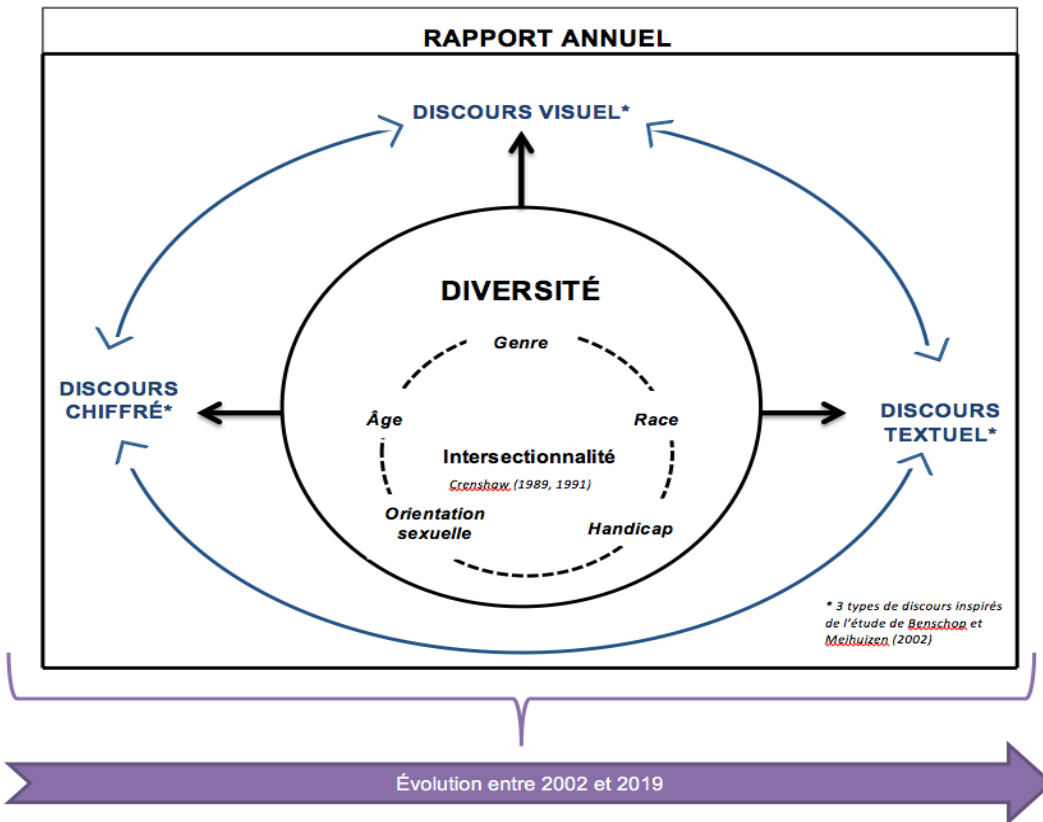 RAPPORT ANNUEL
DISCOURS VISUEL*
DIVERSITÉ
Genre
DISCOURS
CHIFFRÉ*
Âge
Race
DISCOURS
TEXTUEL*
Intersectionnalité
Crenshaw (1989, 1991)
Orientation
sexuelle
Handicap
* 3 types de discours inspirés
de l'étude de Benschop et
Meihuizen (2002)
Évolution entre 2002 et 2019